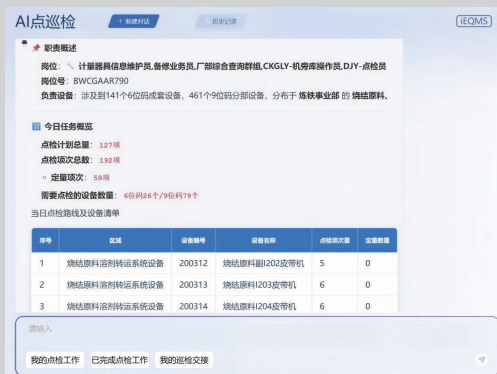 AI点巡检
+ 新建对话
历史记录
{iEQMS}
📌 职责概述
岗位： 🔧 计量器具信息维护员,备修业务员,厂部综合查询群组,CKGLY-机旁库操作员,DJY-点检员
岗位号：BWCGAAR790
负责设备：涉及到141个6位码成套设备，461个9位码分部设备，分布于 炼铁事业部 的 烧结原料,
今日任务概览
点检计划总量： 127项
点检项次总数： 192项
定量项次： 59项
需要点检的设备数量： 6位码26个/9位码79个
当日点检路线及设备清单
序号 区域 设备编号 设备名称 点检项次量 定量数量
1 烧结原料溶剂转运系统设备 200312 烧结原料副I202皮带机 5 0
2 烧结原料溶剂转运系统设备 200313 烧结原料I203皮带机 6 0
3 烧结原料溶剂转运系统设备 200314 烧结原料I204皮带机 6 0
请输入
我的点检工作 已完成点检工作 我的巡检交接